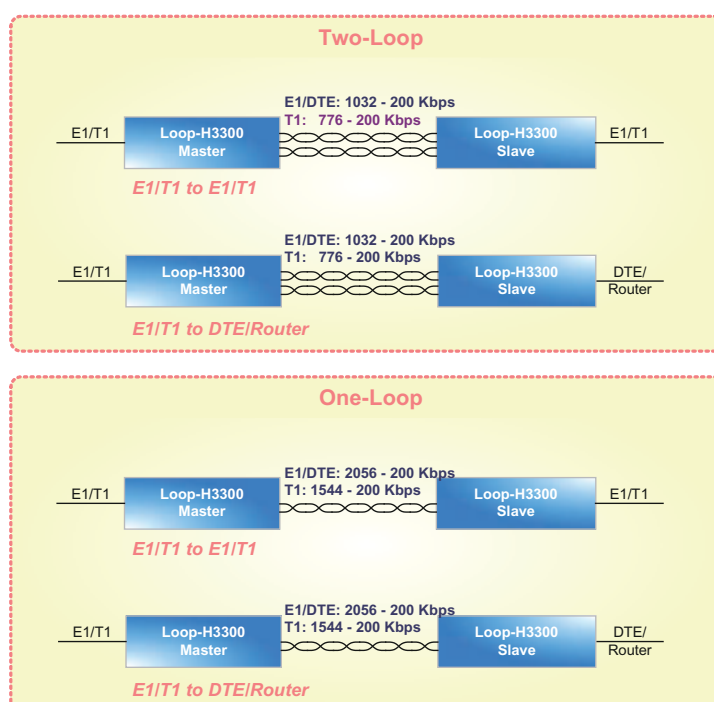 Two-Loop
E1/DTE: 1032 - 200 Kbps
T1: 776 - 200 Kbps
E1/T1
Loop-H3300
Master
Loop-H3300
Slave
E1/T1
E1/T1 to E1/T1
E1/DTE: 1032 - 200 Kbps
T1: 776 - 200 Kbps
E1/T1
Loop-H3300
Master
Loop-H3300
Slave
DTE/
Router
E1/T1 to DTE/Router
One-Loop
E1/DTE: 2056 - 200 Kbps
T1: 1544 - 200 Kbps
E1/T1
Loop-H3300
Master
Loop-H3300
Slave
E1/T1
E1/T1 to E1/T1
E1/DTE: 2056 - 200 Kbps
T1: 1544 - 200 Kbps
E1/T1
Loop-H3300
Master
Loop-H3300
Slave
DTE/
Router
E1/T1 to DTE/Router